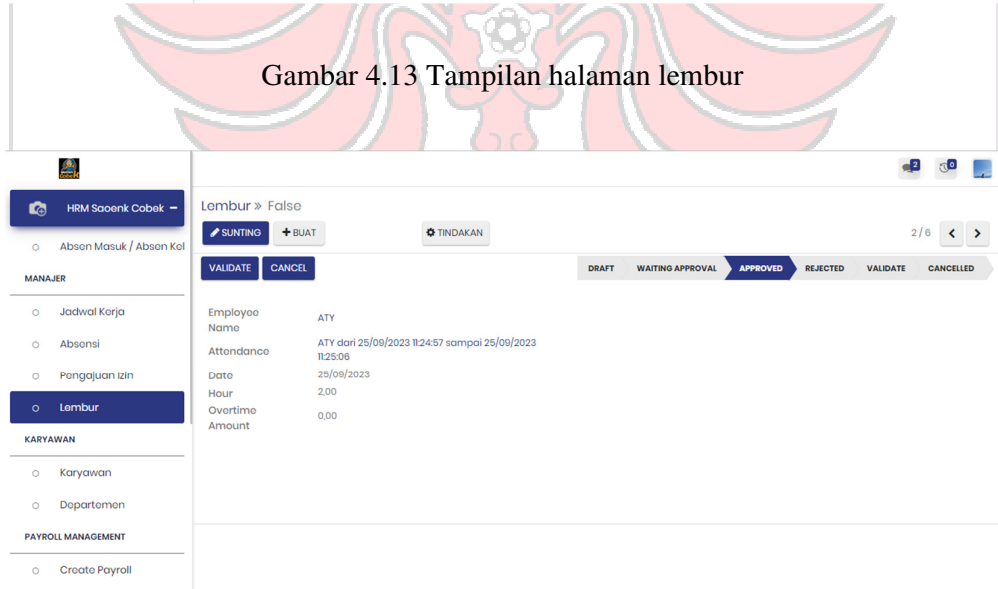 Gambar 4.13 Tampilan halaman lembur
2
0
HRM Saoenk Cobek
Absen Masuk / Absen Kel
MANAJER
Jadwal Kerja
Absensi
Pengajuan Izin
Lembur
KARYAWAN
Karyawan
Departemen
PAYROLL MANAGEMENT
Create Payroll
Lembur » False
SUNTING
+ BUAT
TINDAKAN
2 / 6
VALIDATE
CANCEL
DRAFT
WAITING APPROVAL
APPROVED
REJECTED
VALIDATE
CANCELLED
Employee
Name
ATY
Attendance
ATY dari 25/09/2023 11:24:57 sampai 25/09/2023
11:25:06
Date
25/09/2023
Hour
2,00
Overtime
Amount
0,00